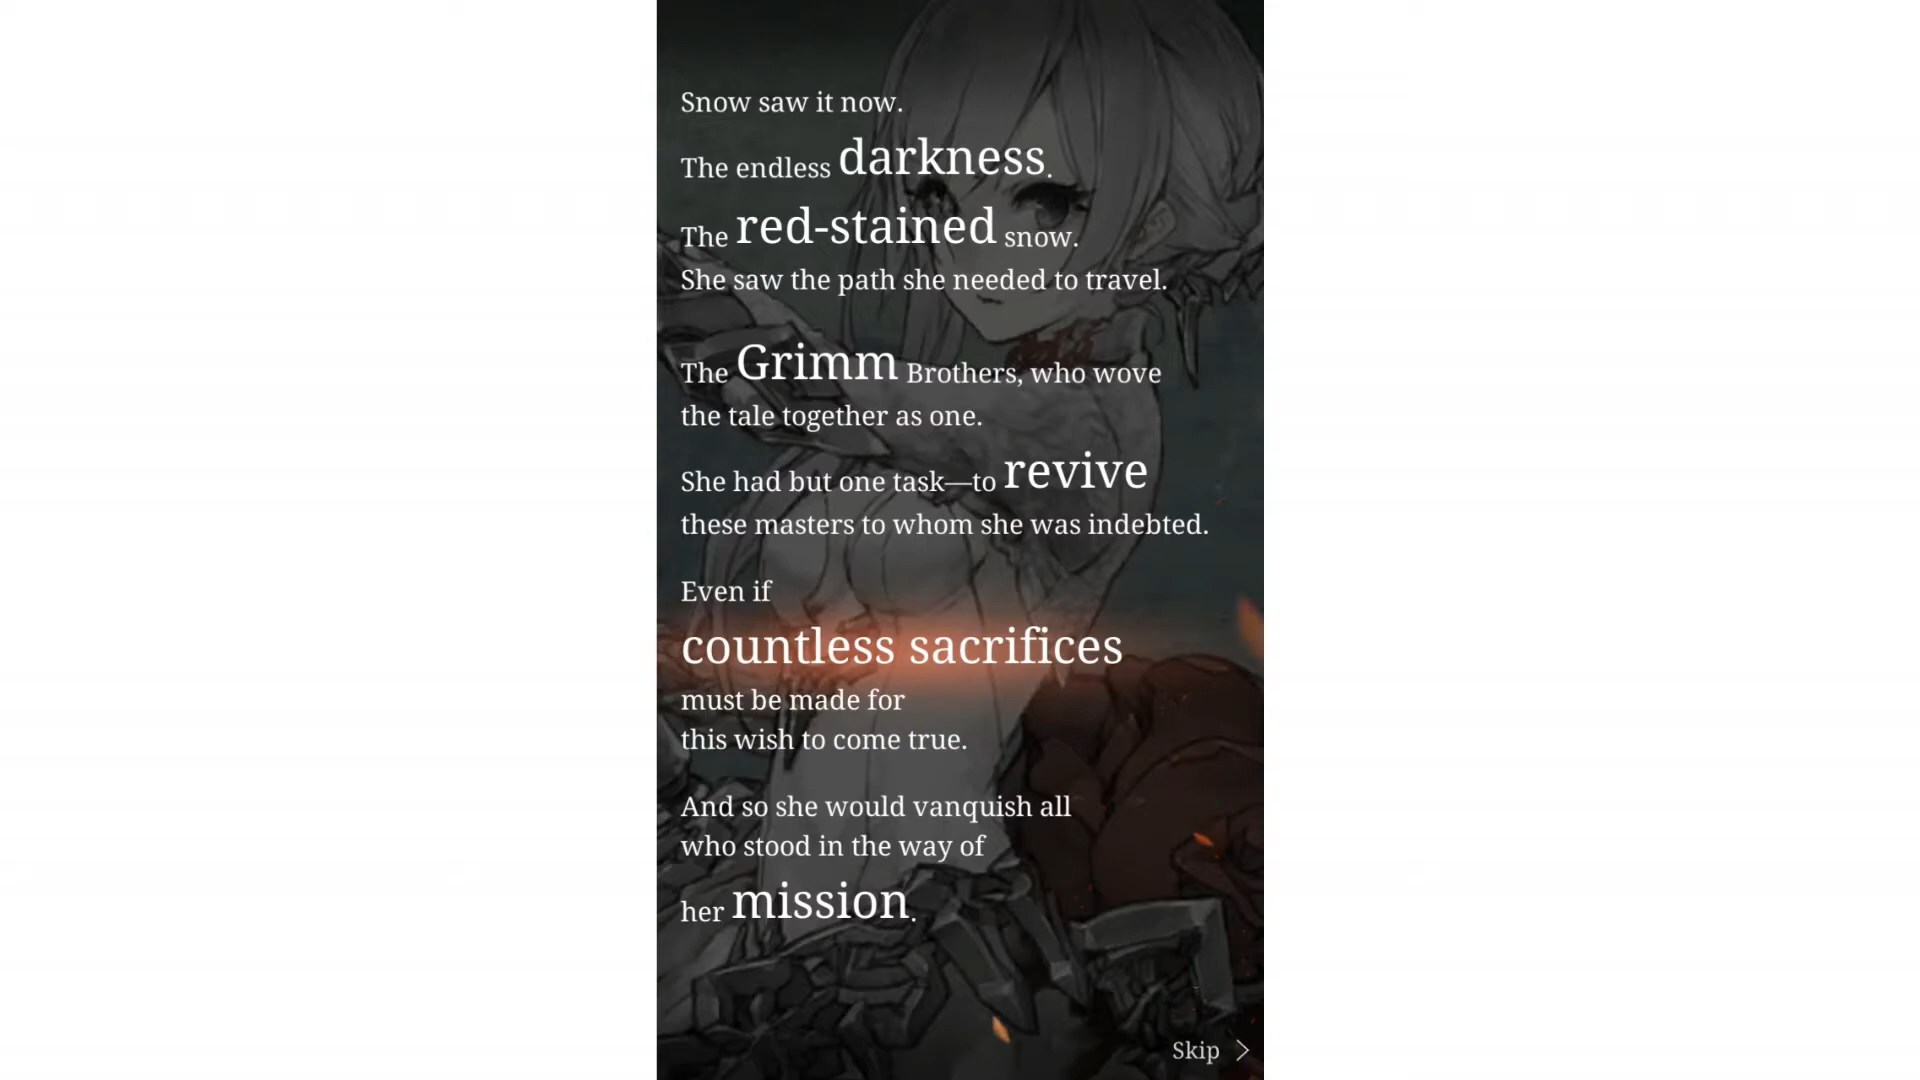 Snow saw it now.
The endless darkness.
The red-stained snow.
She saw the path she needed to travel.
The Grimm Brothers, who wove
the tale together as one.
She had but one task—to revive
these masters to whom she was indebted.
Even if
countless sacrifices
must be made for
this wish to come true.
And so she would vanquish all
who stood in the way of
her mission.
Skip